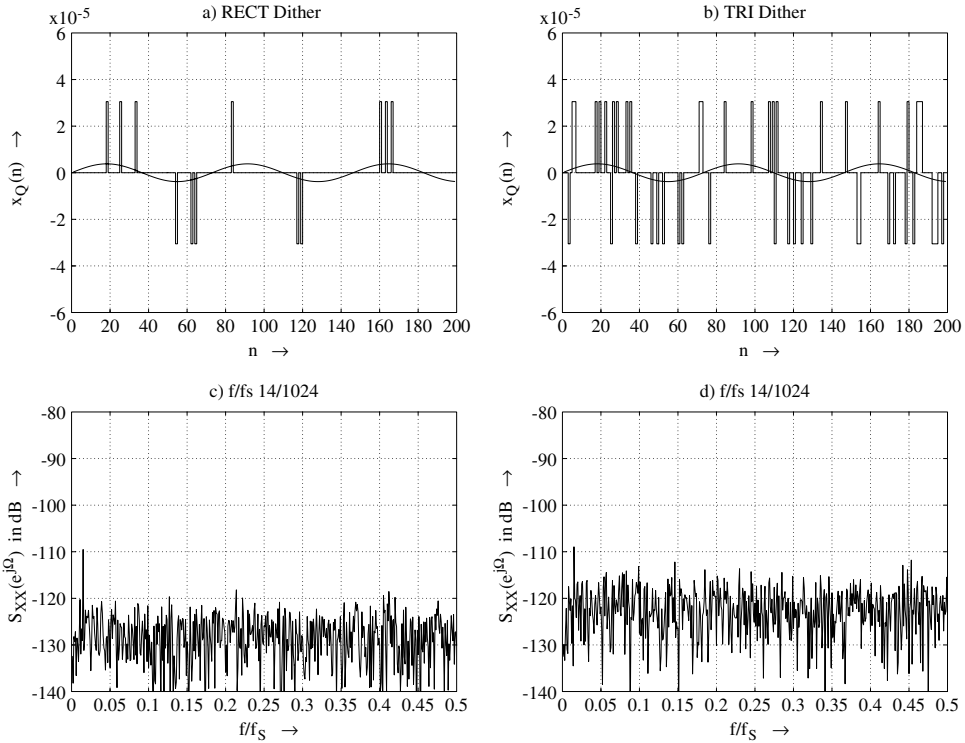 a) RECT Dither
x10-5
6
4
2
0
-2
-4
-6
x_Q(n) →
0 20 40 60 80 100 120 140 160 180 200
n →
b) TRI Dither
x10-5
6
4
2
0
-2
-4
-6
x_Q(n) →
0 20 40 60 80 100 120 140 160 180 200
n →
c) f/fs 14/1024
-80
-90
-100
-110
-120
-130
-140
S_XX(e^jΩ) in dB →
0 0.05 0.1 0.15 0.2 0.25 0.3 0.35 0.4 0.45 0.5
f/f_S →
d) f/fs 14/1024
-80
-90
-100
-110
-120
-130
-140
S_XX(e^jΩ) in dB →
0 0.05 0.1 0.15 0.2 0.25 0.3 0.35 0.4 0.45 0.5
f/f_S →